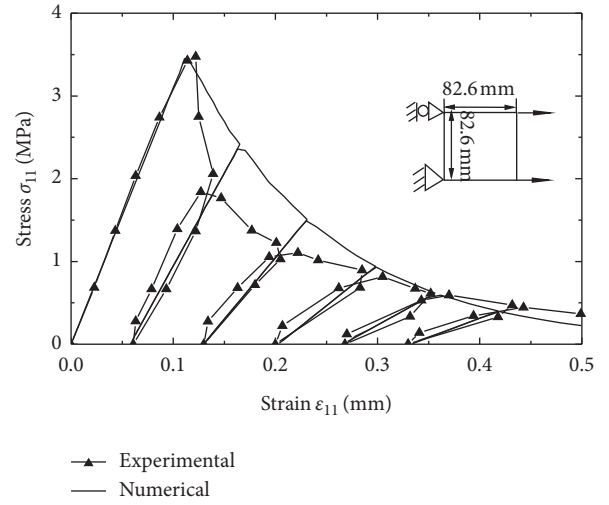 4
3
2
1
0
Stress σ11 (MPa)
82.6 mm
82.6 mm
0.0 0.1 0.2 0.3 0.4 0.5
Strain ε11 (mm)
Experimental
Numerical